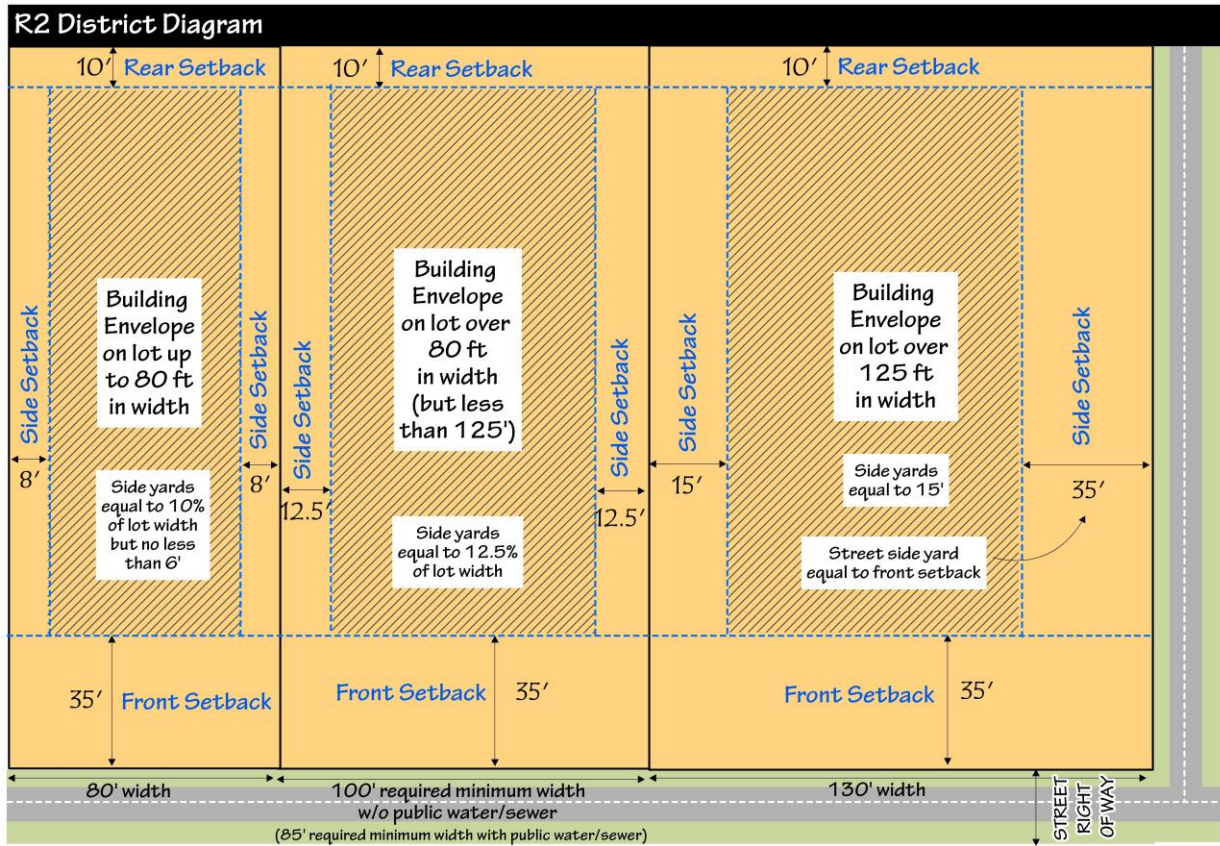 R2 District Diagram
10′ Rear Setback
10′ Rear Setback
10′ Rear Setback
Side Setback
8′
Building
Envelope
on lot up
to 80 ft
in width
Side yards
equal to 10%
of lot width
but no less
than 6'
Side Setback
8′
Side Setback
12.5′
Building
Envelope
on lot over
80 ft
in width
(but less
than 125')
Side yards
equal to 12.5%
of lot width
Side Setback
12.5′
15′
Building
Envelope
on lot over
125 ft
in width
Side yards
equal to 15'
Street side yard
equal to front setback
Side Setback
35′
35′ Front Setback
Front Setback 35′
Front Setback 35′
80' width
100' required minimum width
w/o public water/sewer
(85' required minimum width with public water/sewer)
130' width
STREET
RIGHT
OF WAY